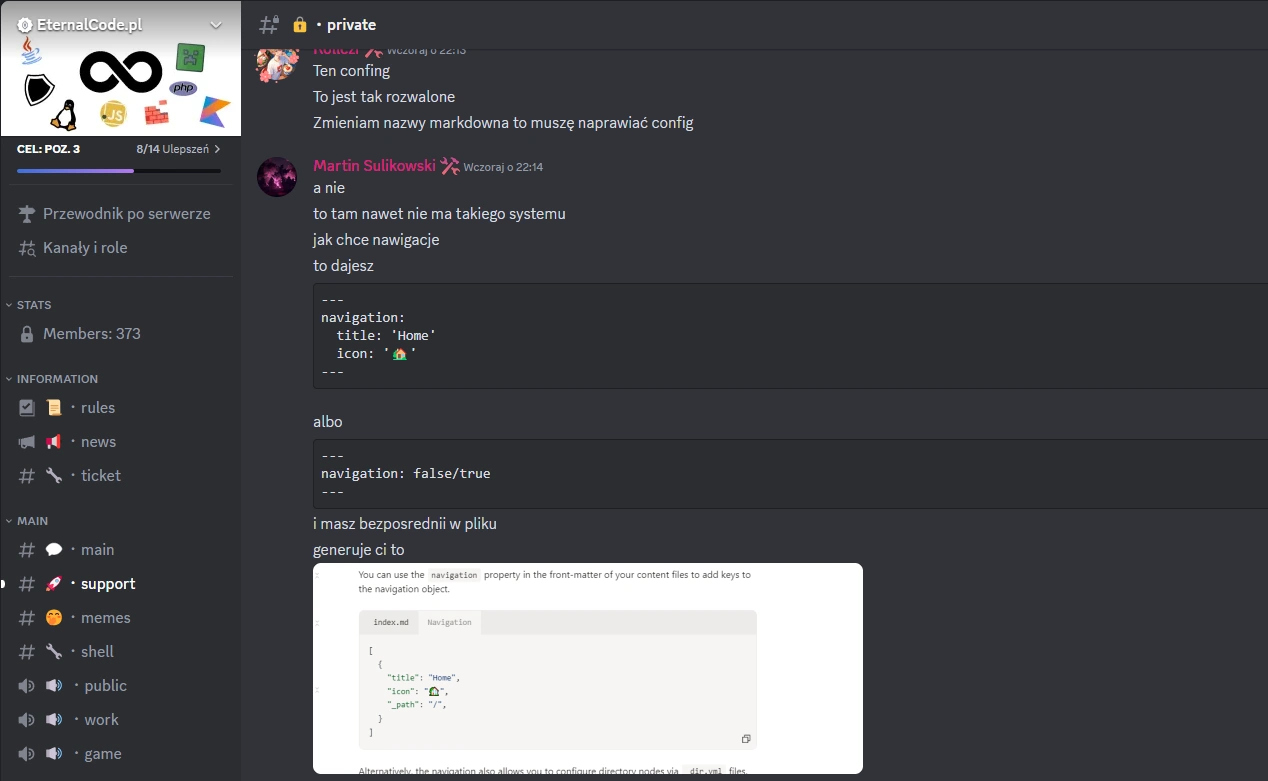 EternalCode.pl
php
JS
CEL: POZ. 3
8/14 Ulepszeń
Przewodnik po serwerze
Kanały i role
STATS
Members: 373
INFORMATION
rules
news
ticket
MAIN
main
support
memes
shell
public
work
game
private
Wczoraj o 22:13
Ten confing
To jest tak rozwalone
Zmieniam nazwy markdowna to muszę naprawiać config
Martin Sulikowski Wczoraj o 22:14
a nie
to tam nawet nie ma takiego systemu
jak chce nawigacje
to dajesz
---
navigation:
title: 'Home'
icon: '🏡'
---
albo
---
navigation: false/true
---
i masz bezposrednii w pliku
generuje ci to
You can use the navigation property in the front-matter of your content files to add keys to
the navigation object.
index.md Navigation
[
{
"title": "Home",
"icon": "🏡",
"_path": "/",
}
]
Alternatively, the navigation also allows you to configure directory nodes via _dir.yml files.